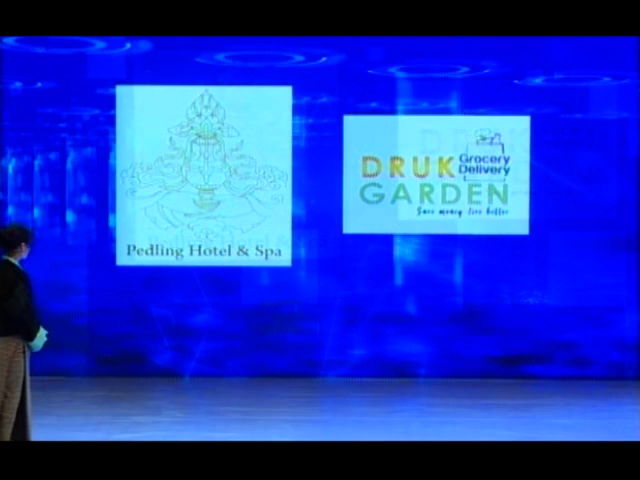 Pedling Hotel & Spa
DRUK
Grocery
Delivery
GARDEN
Save money live better